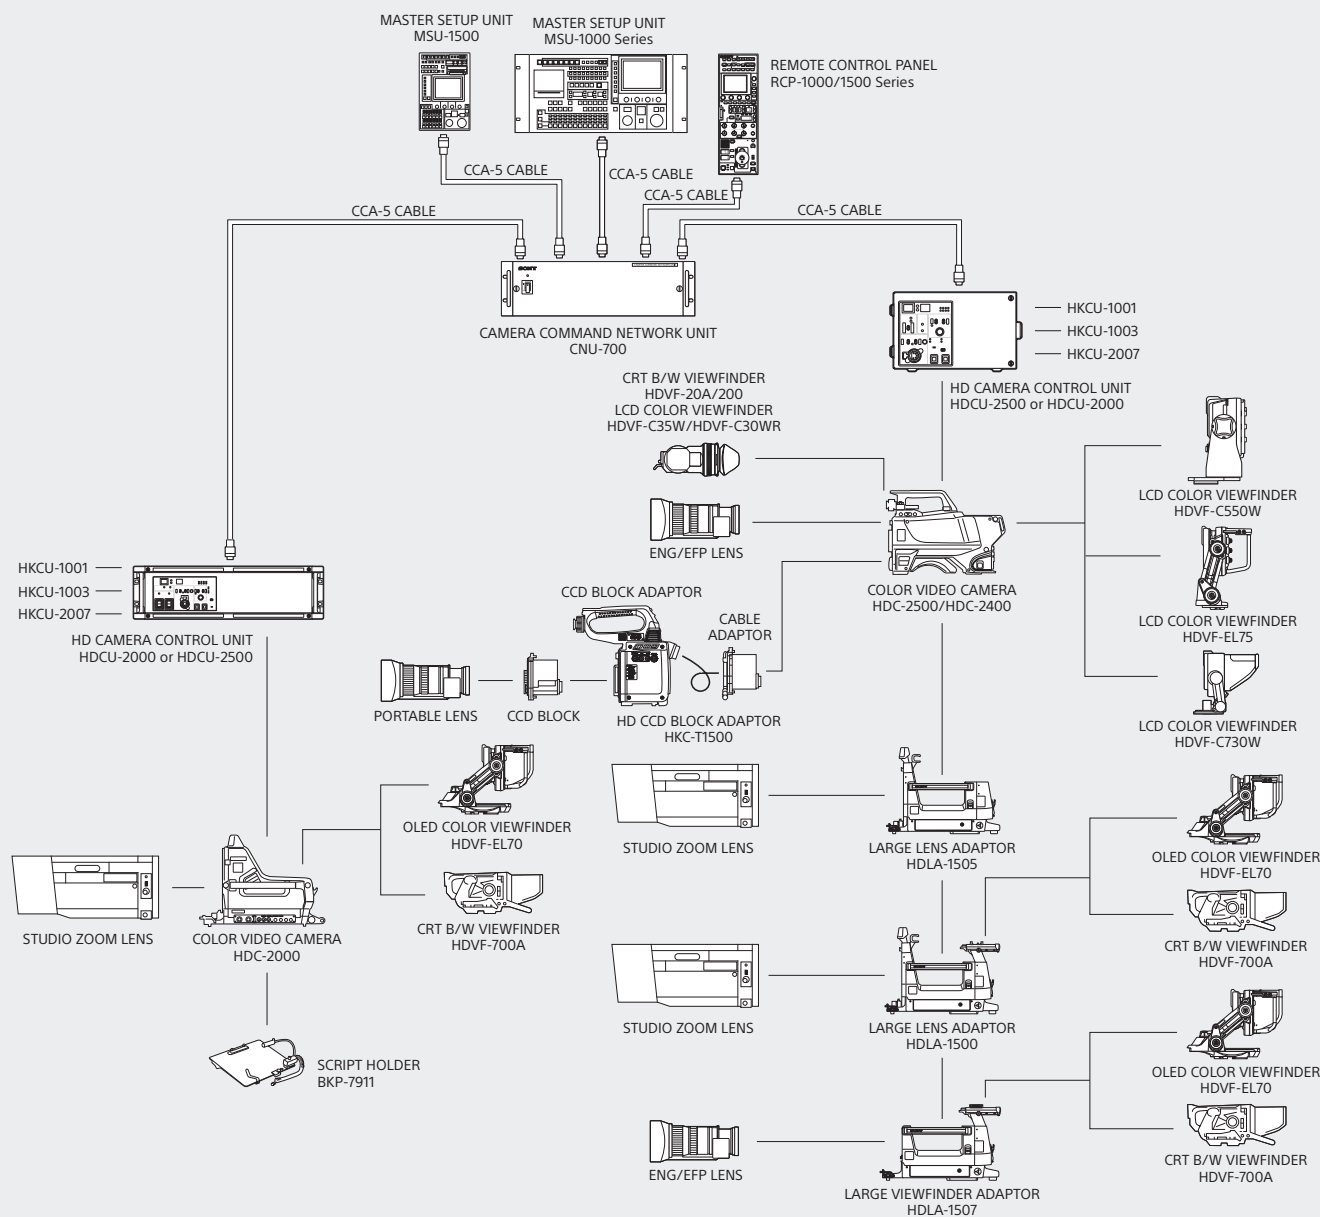 MASTER SETUP UNIT
MSU-1500
MASTER SETUP UNIT
MSU-1000 Series
REMOTE CONTROL PANEL
RCP-1000/1500 Series
CCA-5 CABLE
CCA-5 CABLE
CCA-5 CABLE
CCA-5 CABLE
CCA-5 CABLE
SONY
CAMERA COMMAND NETWORK UNIT
CNU-700
HKCU-1001
HKCU-1003
HKCU-2007
HD CAMERA CONTROL UNIT
HDCU-2500 or HDCU-2000
CRT B/W VIEWFINDER
HDVF-20A/200
LCD COLOR VIEWFINDER
HDVF-C35W/HDVF-C30WR
ENG/EFP LENS
COLOR VIDEO CAMERA
HDC-2500/HDC-2400
LCD COLOR VIEWFINDER
HDVF-C550W
LCD COLOR VIEWFINDER
HDVF-EL75
LCD COLOR VIEWFINDER
HDVF-C730W
HKCU-1001
HKCU-1003
HKCU-2007
HD CAMERA CONTROL UNIT
HDCU-2000 or HDCU-2500
CCD BLOCK ADAPTOR
CABLE
ADAPTOR
PORTABLE LENS
CCD BLOCK
HD CCD BLOCK ADAPTOR
HKC-T1500
OLED COLOR VIEWFINDER
HDVF-EL70
CRT B/W VIEWFINDER
HDVF-700A
STUDIO ZOOM LENS
COLOR VIDEO CAMERA
HDC-2000
SCRIPT HOLDER
BKP-7911
STUDIO ZOOM LENS
LARGE LENS ADAPTOR
HDLA-1505
OLED COLOR VIEWFINDER
HDVF-EL70
CRT B/W VIEWFINDER
HDVF-700A
STUDIO ZOOM LENS
LARGE LENS ADAPTOR
HDLA-1500
OLED COLOR VIEWFINDER
HDVF-EL70
CRT B/W VIEWFINDER
HDVF-700A
ENG/EFP LENS
LARGE VIEWFINDER ADAPTOR
HDLA-1507